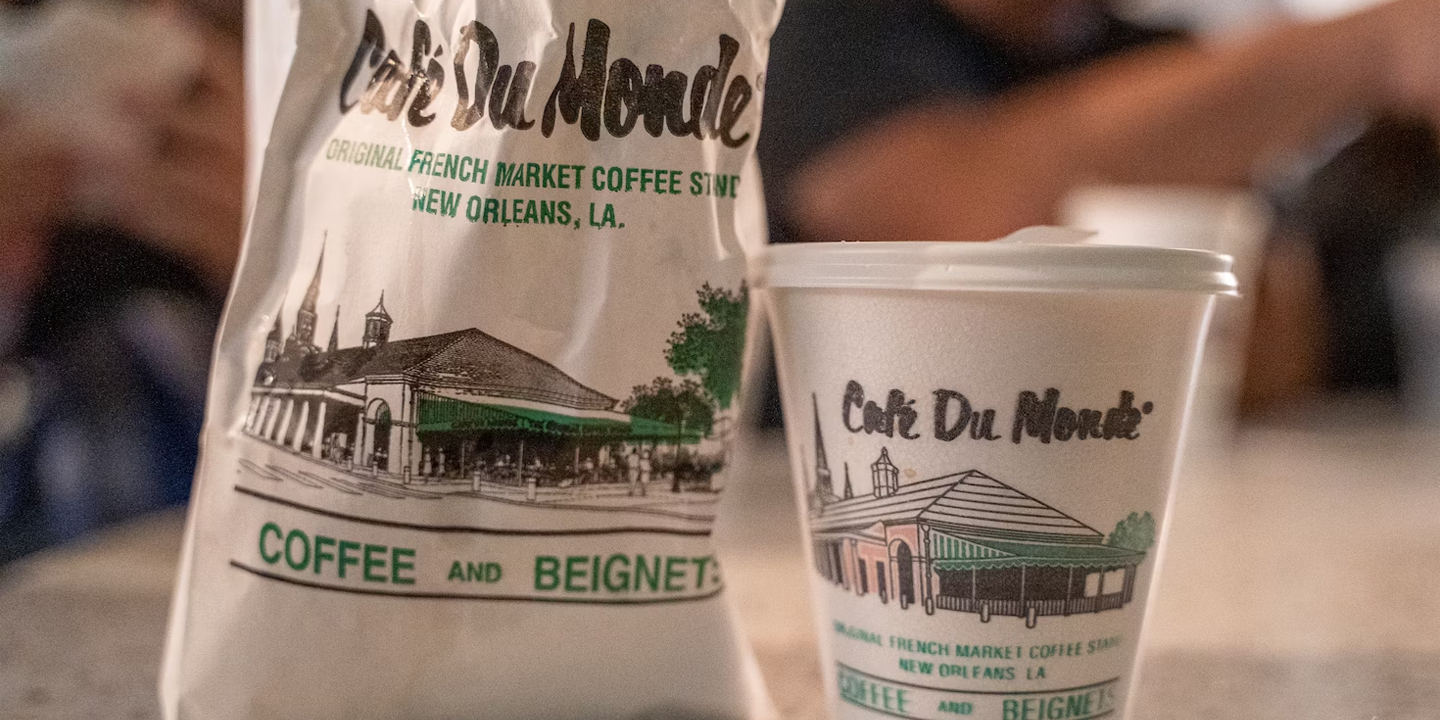 Café Du Monde®
ORIGINAL FRENCH MARKET COFFEE STAND
NEW ORLEANS, LA.
COFFEE AND BEIGNETS
Café Du Monde®
ORIGINAL FRENCH MARKET COFFEE STAND
NEW ORLEANS LA
COFFEE AND BEIGNETS